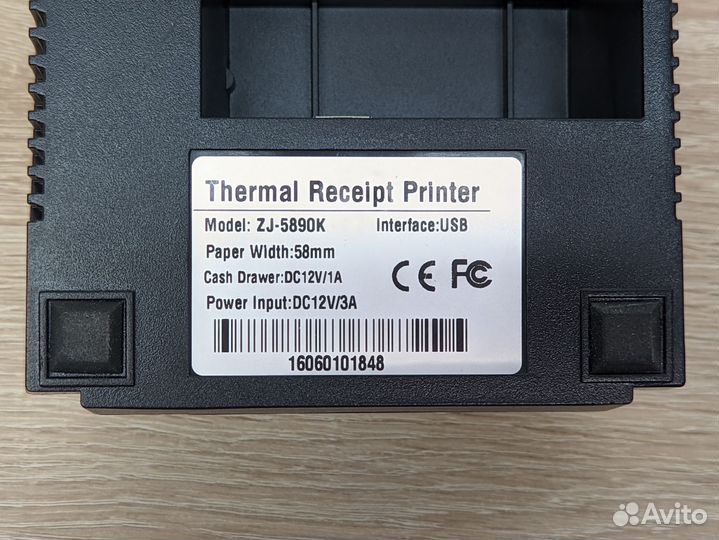 Thermal Receipt Printer
Model: ZJ-5890K Interface:USB
Paper Width:58mm
Cash Drawer:DC12V/1A
CE FC
Power Input:DC12V/3A
16060101848
Avito